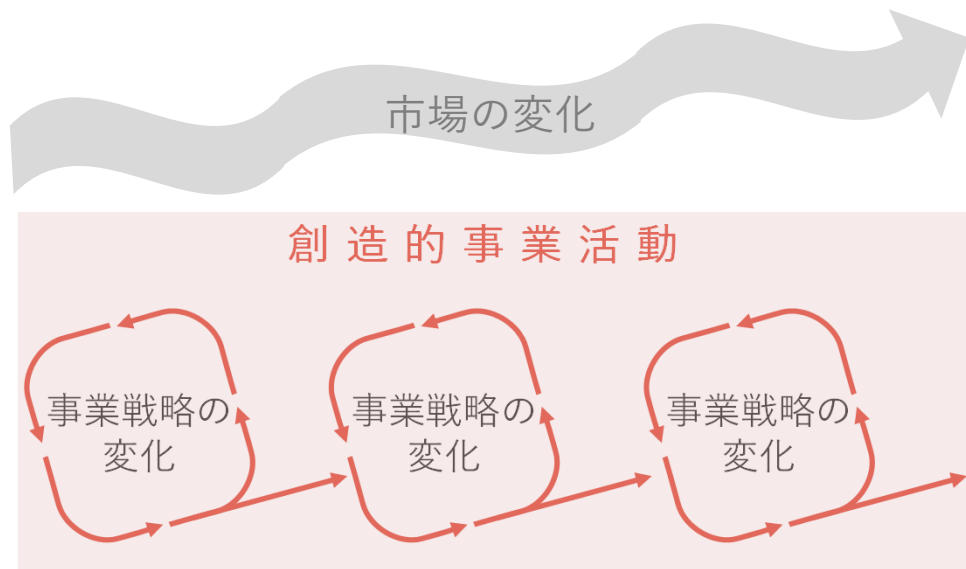 市場の変化
創造的事業活動
事業戦略の
変化
事業戦略の
変化
事業戦略の
変化